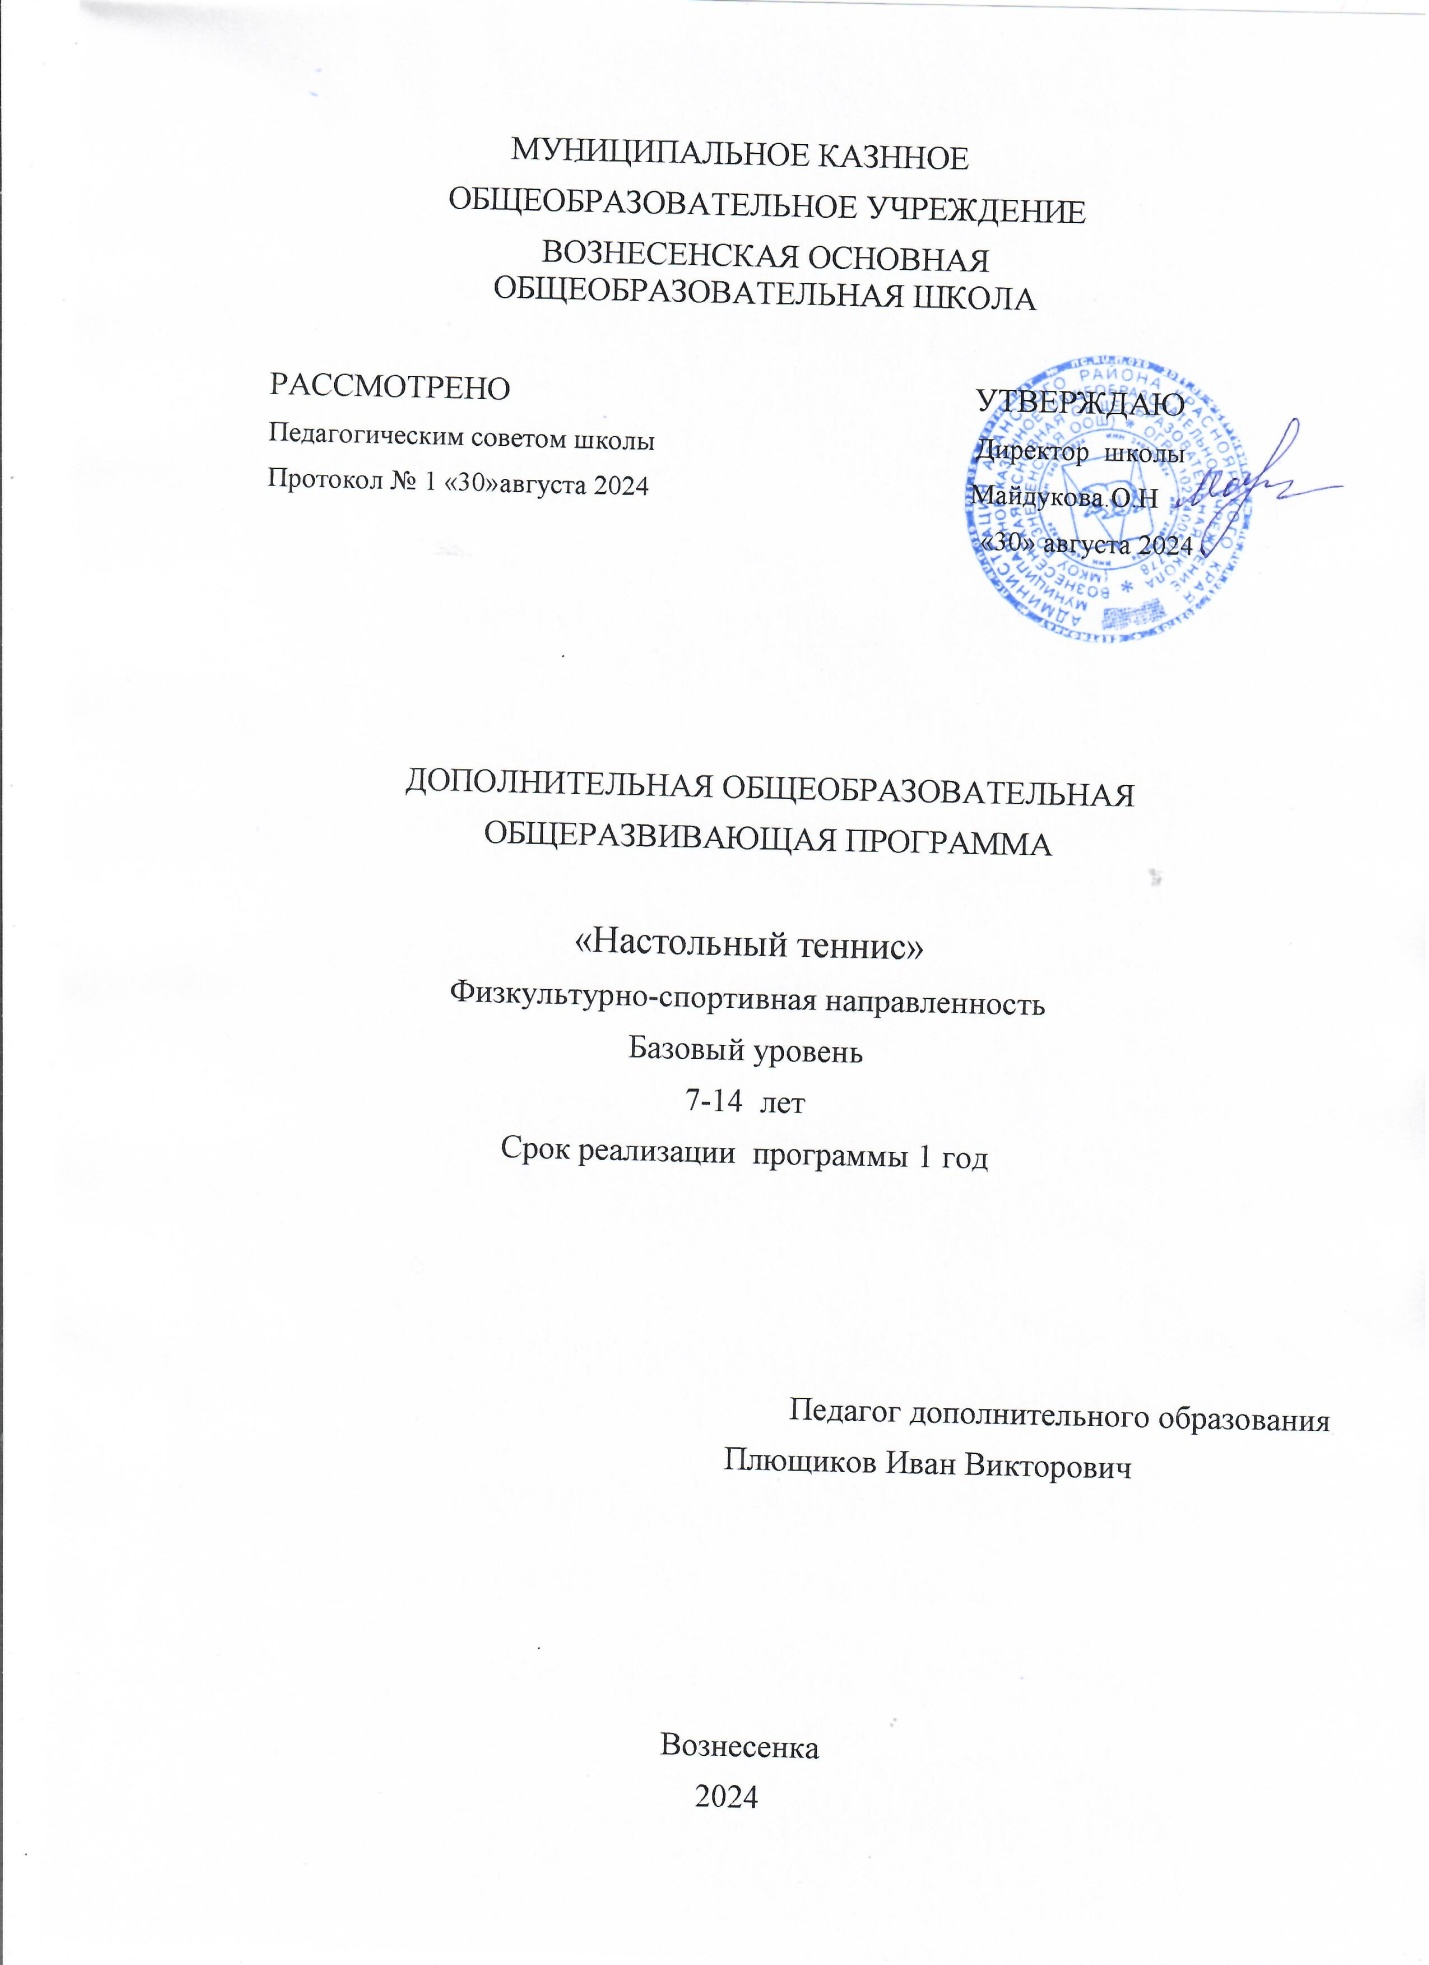 МУНИЦИПАЛЬНОЕ КАЗННОЕ
ОБЩЕОБРАЗОВАТЕЛЬНОЕ УЧРЕЖДЕНИЕ
ВОЗНЕСЕНСКАЯ ОСНОВНАЯ
ОБЩЕОБРАЗОВАТЕЛЬНАЯ ШКОЛА
РАССМОТРЕНО
Педагогическим советом школы
Протокол № 1 «30»августа 2024
УТВЕРЖДАЮ
Директор школы
Майдукова.О.Н
«30» августа 2024
ДОПОЛНИТЕЛЬНАЯ ОБЩЕОБРАЗОВАТЕЛЬНАЯ
ОБЩЕРАЗВИВАЮЩАЯ ПРОГРАММА
«Настольный теннис»
Физкультурно-спортивная направленность
Базовый уровень
7-14 лет
Срок реализации программы 1 год
Педагог дополнительного образования
Плющиков Иван Викторович
Вознесенка
2024